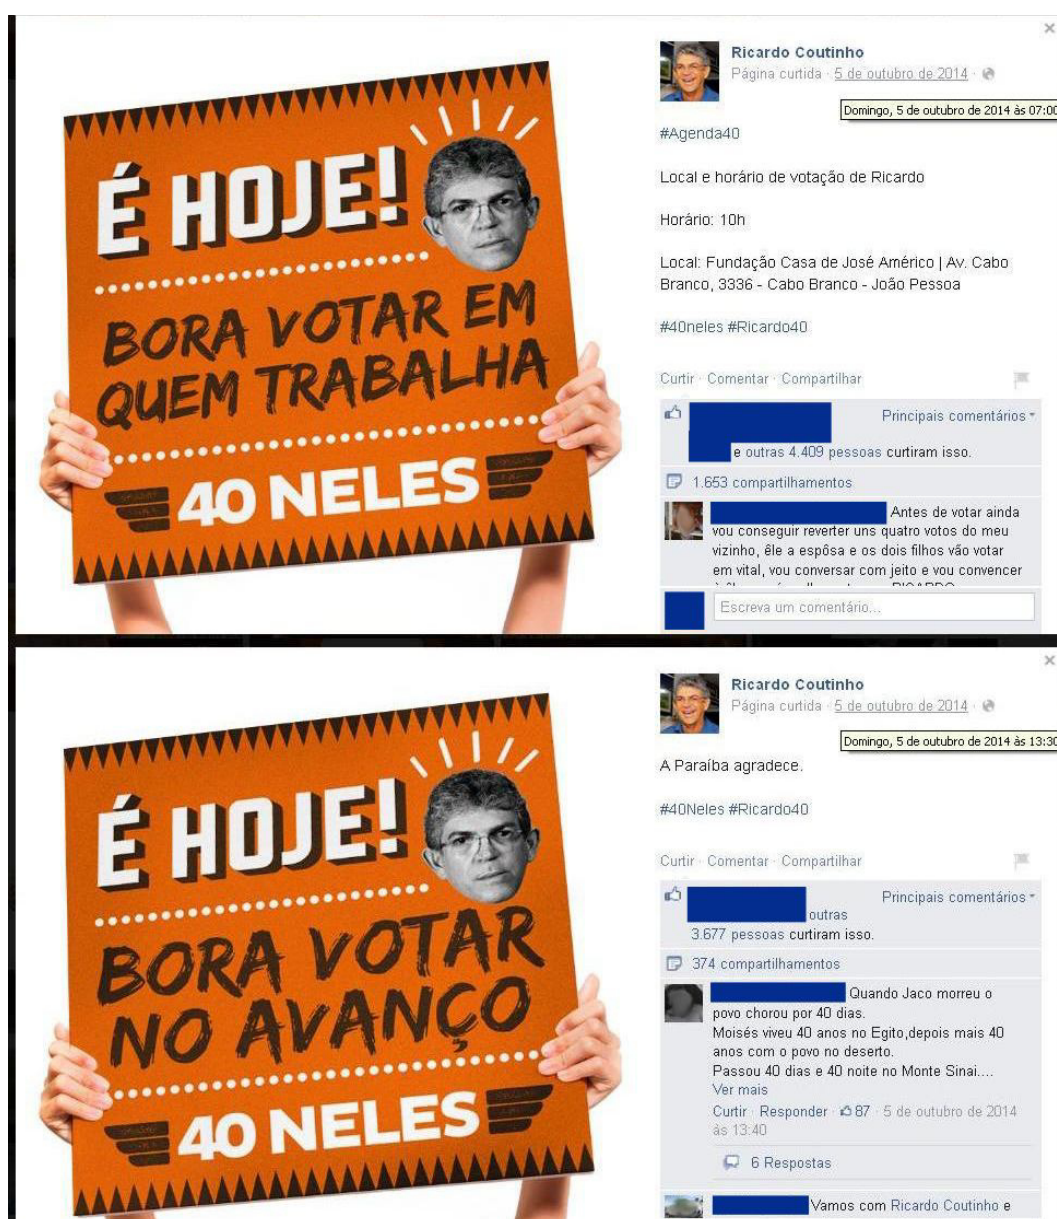 É HOJE!
BORA VOTAR EM
QUEM TRABALHA
40 NELES
Ricardo Coutinho
Página curtida · 5 de outubro de 2014 ·
Domingo, 5 de outubro de 2014 às 07:00
#Agenda40
Local e horário de votação de Ricardo
Horário: 10h
Local: Fundação Casa de José Américo | Av. Cabo
Branco, 3336 - Cabo Branco - João Pessoa
#40neles #Ricardo40
Curtir · Comentar · Compartilhar
Principais comentários
e outras 4.409 pessoas curtiram isso.
1.653 compartilhamentos
Antes de votar ainda
vou conseguir reverter uns quatro votos do meu
vizinho, êle a espôsa e os dois filhos vão votar
em vital, vou conversar com jeito e vou convencer
Escreva um comentário...
É HOJE!
BORA VOTAR
NO AVANÇO
40 NELES
Ricardo Coutinho
Página curtida · 5 de outubro de 2014 ·
Domingo, 5 de outubro de 2014 às 13:30
A Paraíba agradece.
#40Neles #Ricardo40
Curtir · Comentar · Compartilhar
Principais comentários
outras
3.677 pessoas curtiram isso.
374 compartilhamentos
Quando Jaco morreu o
povo chorou por 40 dias.
Moisés viveu 40 anos no Egito,depois mais 40
anos com o povo no deserto.
Passou 40 dias e 40 noite no Monte Sinai....
Ver mais
Curtir · Responder · 87 · 5 de outubro de 2014
às 13:40
6 Respostas
Vamos com Ricardo Coutinho e